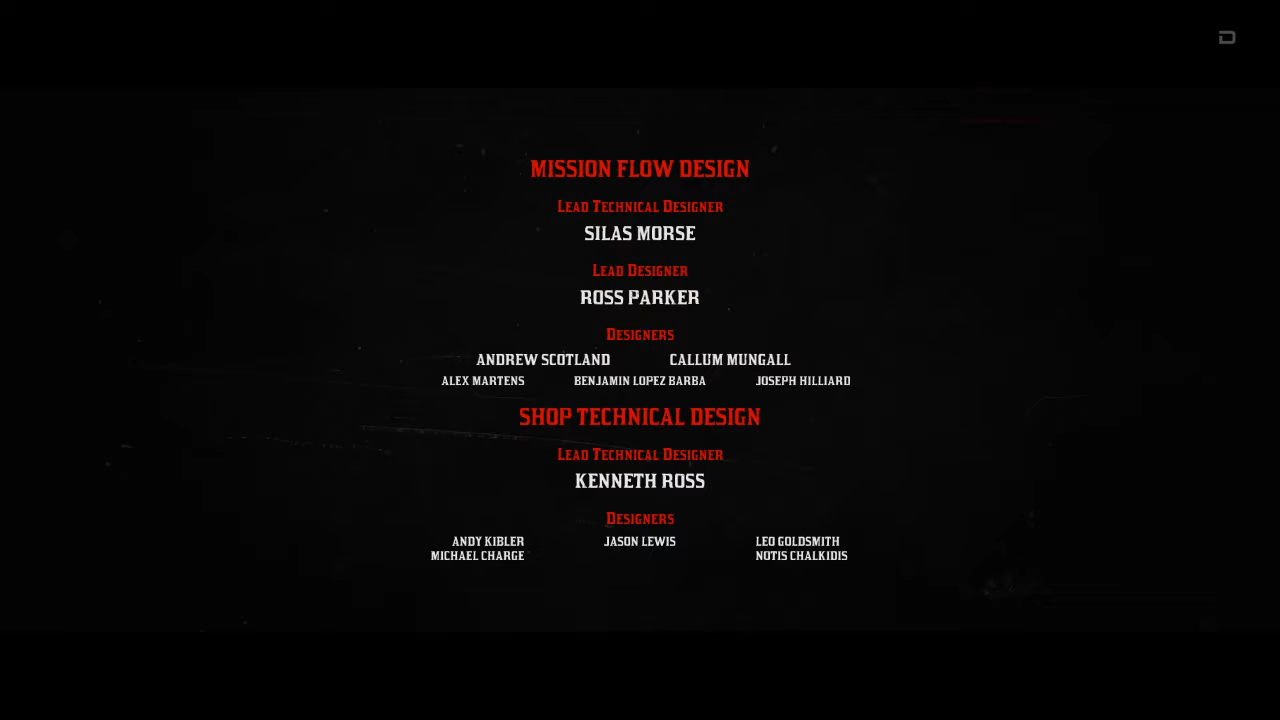 D
MISSION FLOW DESIGN
LEAD TECHNICAL DESIGNER
SILAS MORSE
LEAD DESIGNER
ROSS PARKER
DESIGNERS
ANDREW SCOTLAND CALLUM MUNGALL
ALEX MARTENS BENJAMIN LOPEZ BARBA JOSEPH HILLIARD
SHOP TECHNICAL DESIGN
LEAD TECHNICAL DESIGNER
KENNETH ROSS
DESIGNERS
ANDY KIBLER JASON LEWIS LEO GOLDSMITH
MICHAEL CHARGE NOTIS CHALKIDIS